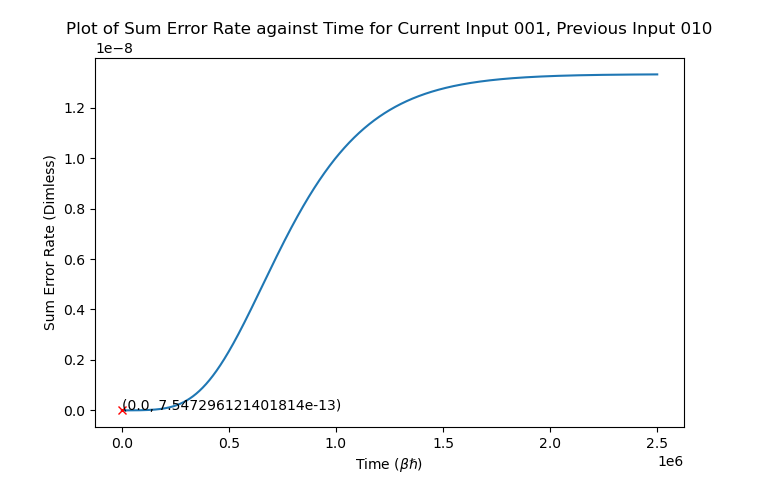 Plot of Sum Error Rate against Time for Current Input 001, Previous Input 010
1e−8
1.2
1.0
0.8
0.6
0.4
0.2
0.0
Sum Error Rate (Dimless)
(0.0, 7.547296121401814e-13)
0.0 0.5 1.0 1.5 2.0 2.5
1e6
Time (βħ)